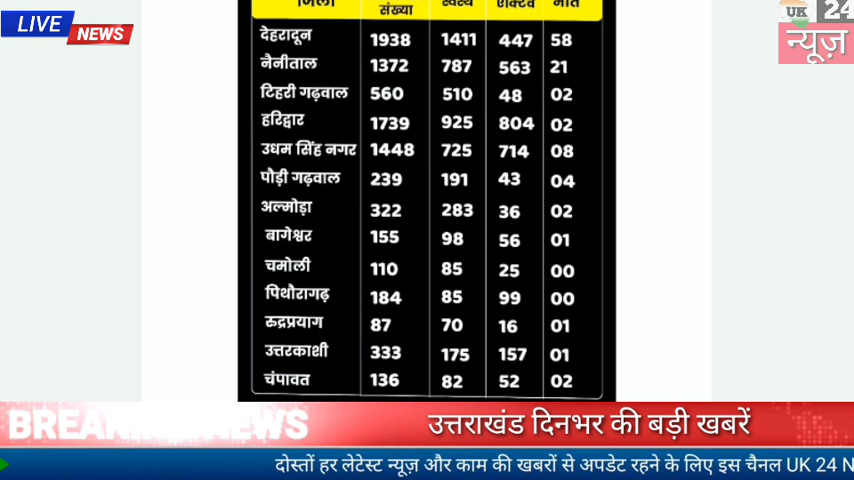 LIVE
NEWS
UK 24
न्यूज़
जिला संख्या स्वस्थ एक्टिव मौत
देहरादून 1938 1411 447 58
नैनीताल 1372 787 563 21
टिहरी गढ़वाल 560 510 48 02
हरिद्वार 1739 925 804 02
उधम सिंह नगर 1448 725 714 08
पौड़ी गढ़वाल 239 191 43 04
अल्मोड़ा 322 283 36 02
बागेश्वर 155 98 56 01
चमोली 110 85 25 00
पिथौरागढ़ 184 85 99 00
रुद्रप्रयाग 87 70 16 01
उत्तरकाशी 333 175 157 01
चंपावत 136 82 52 02
BREAKING NEWS
उत्तराखंड दिनभर की बड़ी खबरें
दोस्तों हर लेटेस्ट न्यूज़ और काम की खबरों से अपडेट रहने के लिए इस चैनल UK 24 N